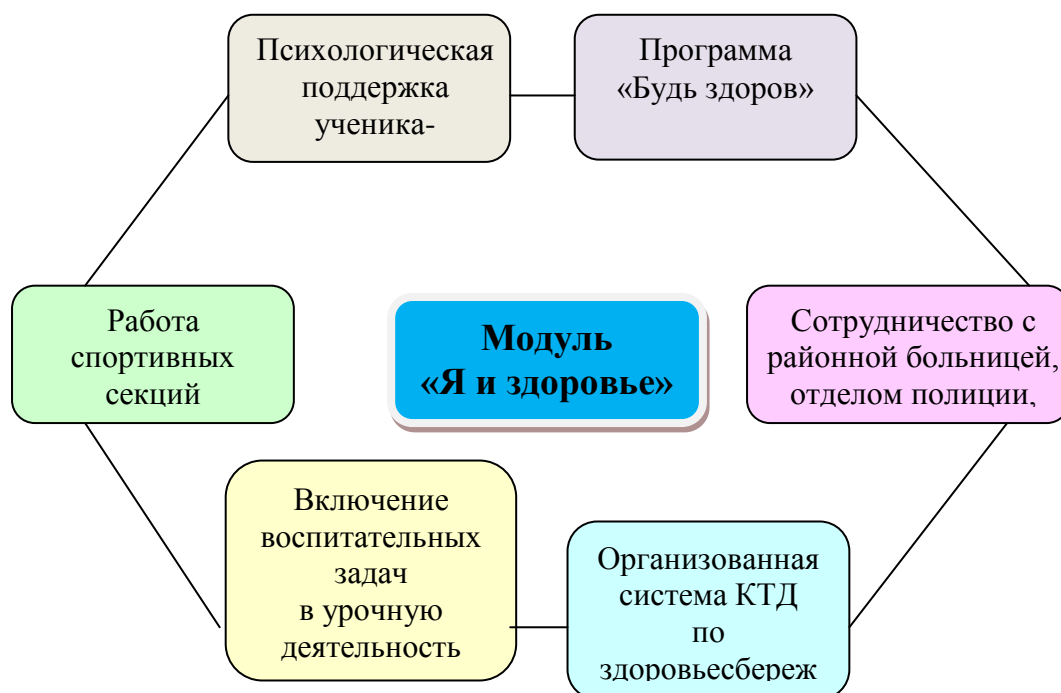 Психологическая
поддержка
ученика-
Программа
«Будь здоров»
Работа
спортивных
секций
Модуль
«Я и здоровье»
Сотрудничество с
районной больницей,
отделом полиции,
Включение
воспитательных
задач
в урочную
деятельность
Организованная
система КТД
по
здоровьесбереж